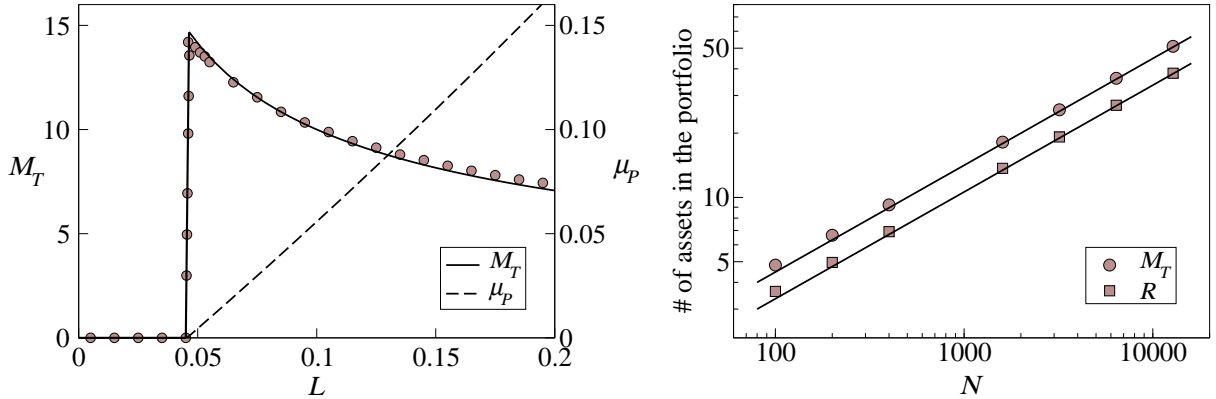 15
10
5
0
M_T
0.15
0.10
0.05
0
μ_P
M_T
μ_P
0 0.05 0.1 0.15 0.2
L
# of assets in the portfolio
50
10
5
M_T
R
100 1000 10000
N